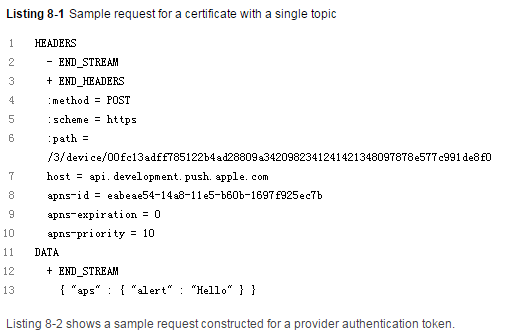 Listing 8-1 Sample request for a certificate with a single topic
1 HEADERS
2 - END_STREAM
3 + END_HEADERS
4 :method = POST
5 :scheme = https
6 :path =
/3/device/00fc13adff785122b4ad28809a3420982341241421348097878e577c991de8f0
7 host = api.development.push.apple.com
8 apns-id = eabeae54-14a8-11e5-b60b-1697f925ec7b
9 apns-expiration = 0
10 apns-priority = 10
11 DATA
12 + END_STREAM
13 { "aps" : { "alert" : "Hello" } }
Listing 8-2 shows a sample request constructed for a provider authentication token.